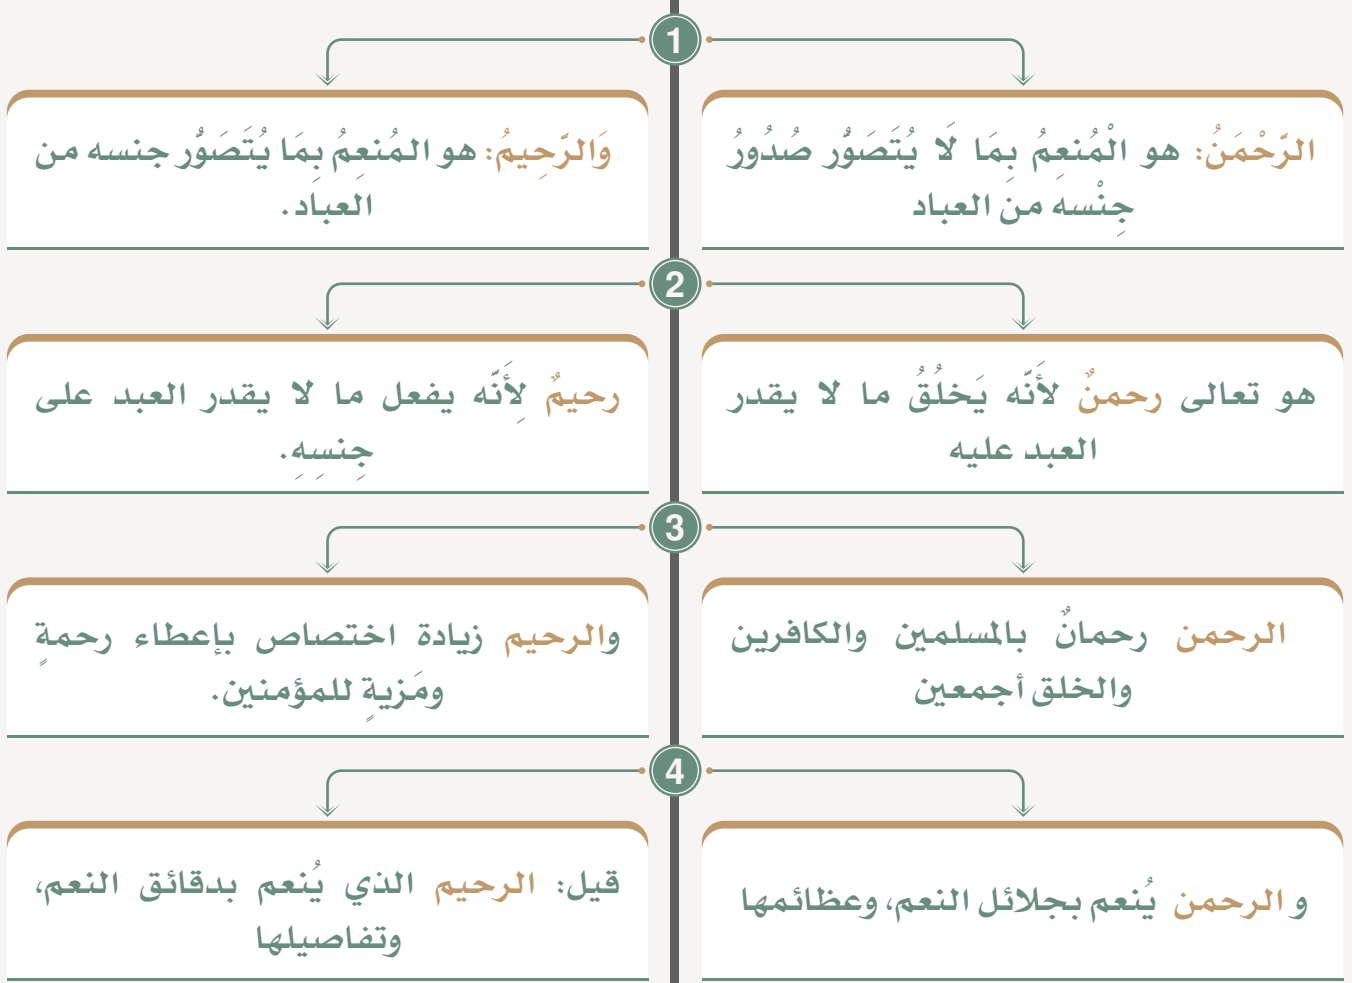 1
الرَّحْمَنُ: هو الْمُنعِمُ بِمَا لَا يُتَصَوَّر صُدُورُ
جِنْسه من العباد
وَالرَّحِيمُ: هو المُنعِمُ بِمَا يُتَصَوَّر جنسه من
العباد.
2
هو تعالى رحمنٌ لأَنَّه يَخلُقُ ما لا يقدر
العبد عليه
رحيمٌ لِأَنَّه يفعل ما لا يقدر العبد على
جِنسِهِ.
3
الرحمن رحمانٌ بالمسلمين والكافرين
والخلق أجمعين
والرحيم زيادة اختصاص بإعطاء رحمةٍ
ومَزيةٍ للمؤمنين.
4
و الرحمن يُنعم بجلائل النعم، وعظائمها
قيل: الرحيم الذي يُنعم بدقائق النعم،
وتفاصيلها